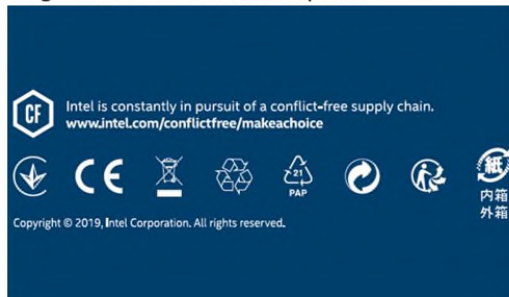 CF
Intel is constantly in pursuit of a conflict-free supply chain.
www.intel.com/conflictfree/makeachoice
CE
21
PAP
紙
内箱
外箱
Copyright © 2019, Intel Corporation. All rights reserved.